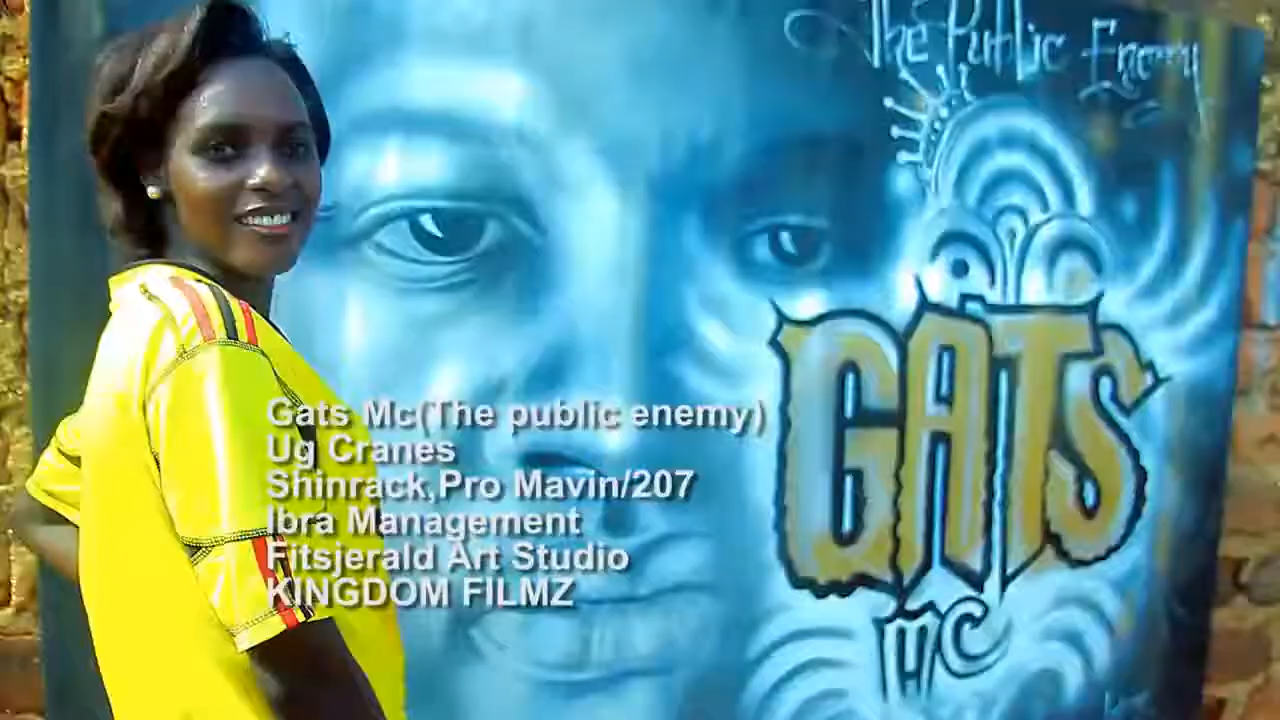 The Public Enemy
GATS
MC
Gats Mc(The public enemy)
Ug Cranes
Shinrack,Pro Mavin/207
Ibra Management
Fitsjerald Art Studio
KINGDOM FILMZ